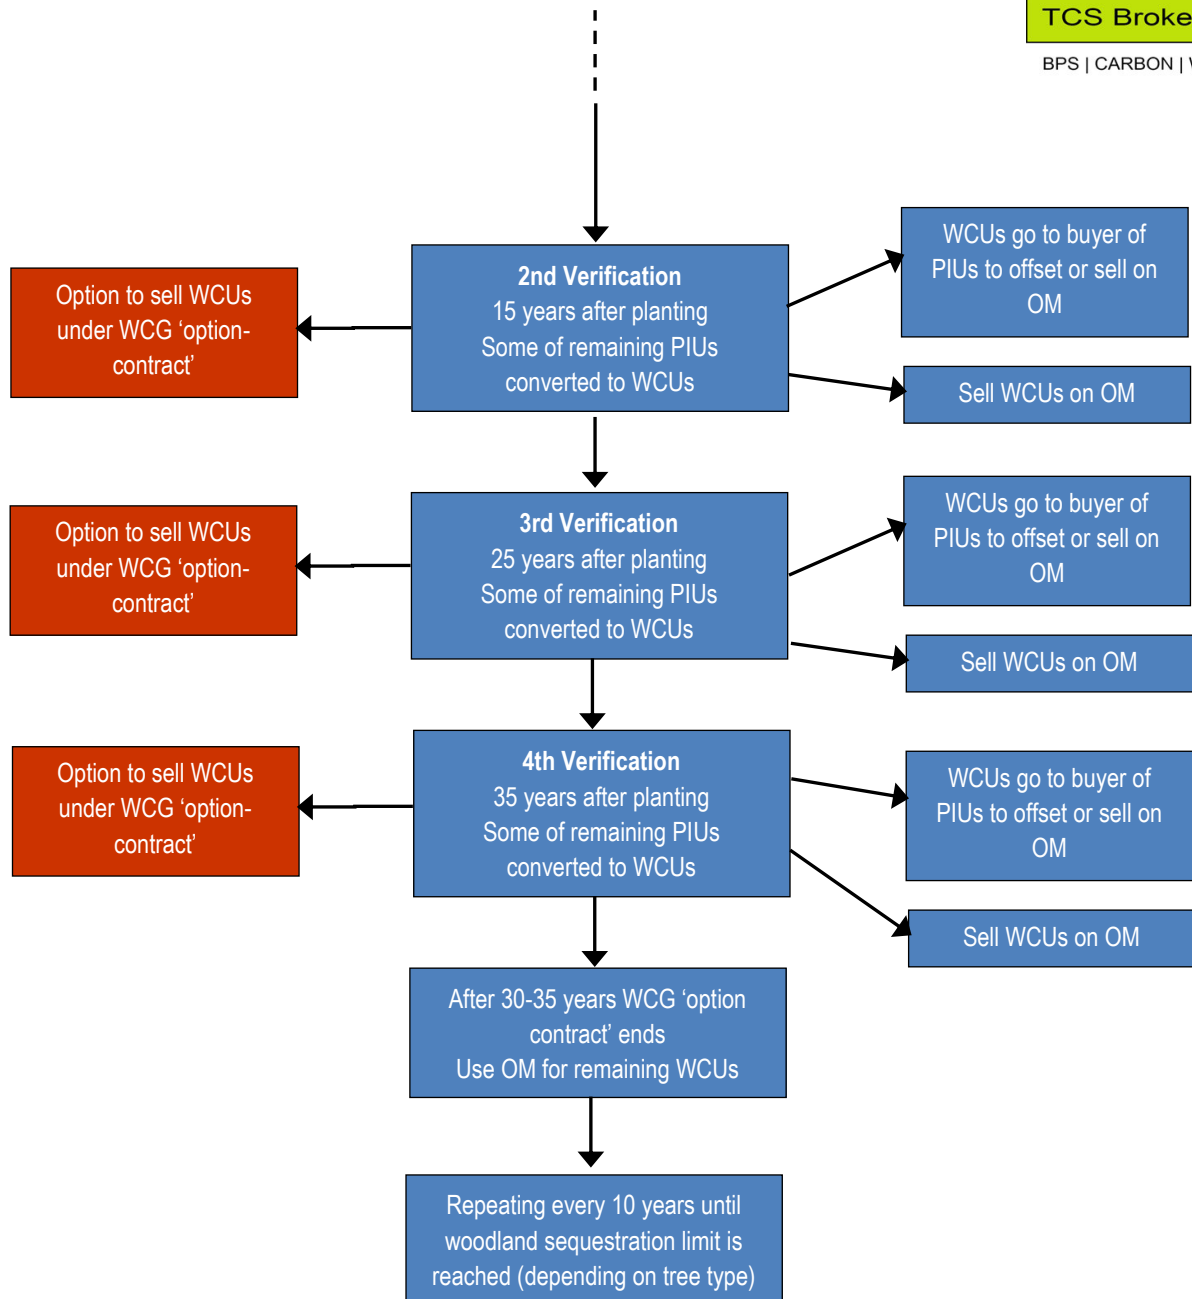 TCS Broke
BPS | CARBON |
2nd Verification
15 years after planting
Some of remaining PIUs
converted to WCUs
Option to sell WCUs
under WCG ‘option-
contract’
WCUs go to buyer of
PIUs to offset or sell on
OM
Sell WCUs on OM
3rd Verification
25 years after planting
Some of remaining PIUs
converted to WCUs
Option to sell WCUs
under WCG ‘option-
contract’
WCUs go to buyer of
PIUs to offset or sell on
OM
Sell WCUs on OM
4th Verification
35 years after planting
Some of remaining PIUs
converted to WCUs
Option to sell WCUs
under WCG ‘option-
contract’
WCUs go to buyer of
PIUs to offset or sell on
OM
Sell WCUs on OM
After 30-35 years WCG ‘option
contract’ ends
Use OM for remaining WCUs
Repeating every 10 years until
woodland sequestration limit is
reached (depending on tree type)